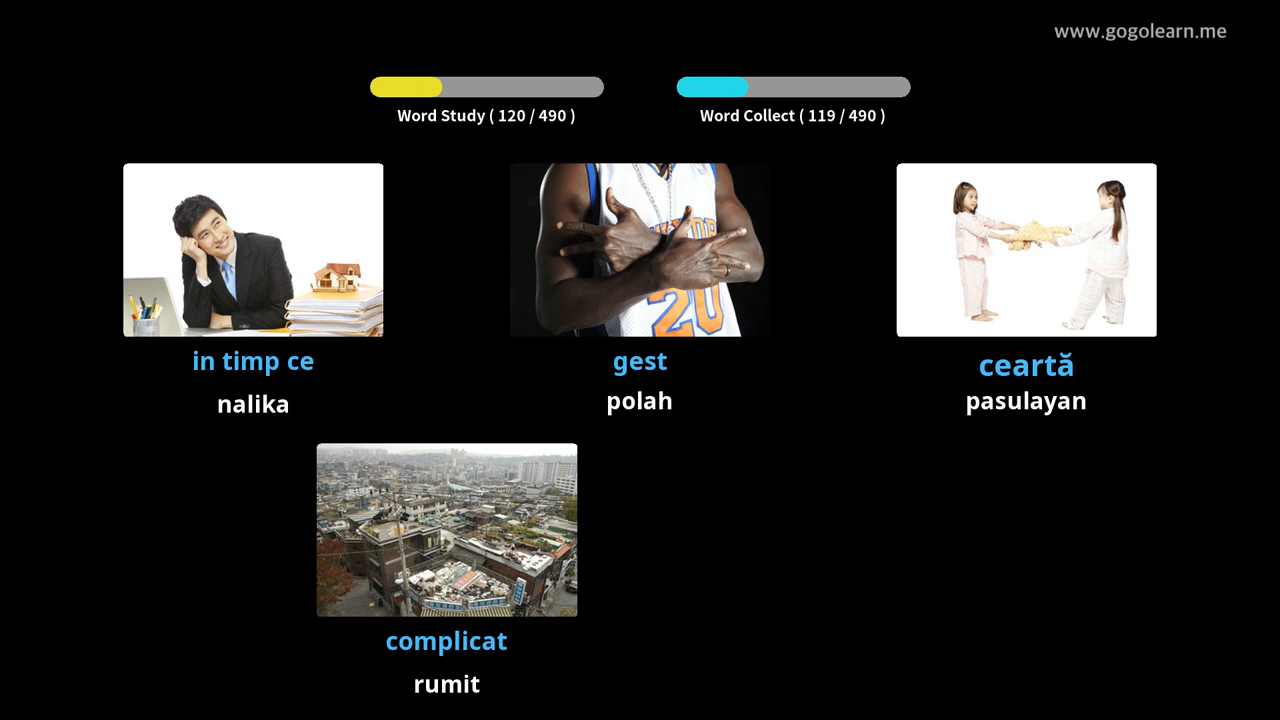 www.gogolearn.me
Word Study ( 120 / 490 )
Word Collect ( 119 / 490 )
in timp ce
nalika
20
gest
polah
ceartă
pasulayan
complicat
rumit